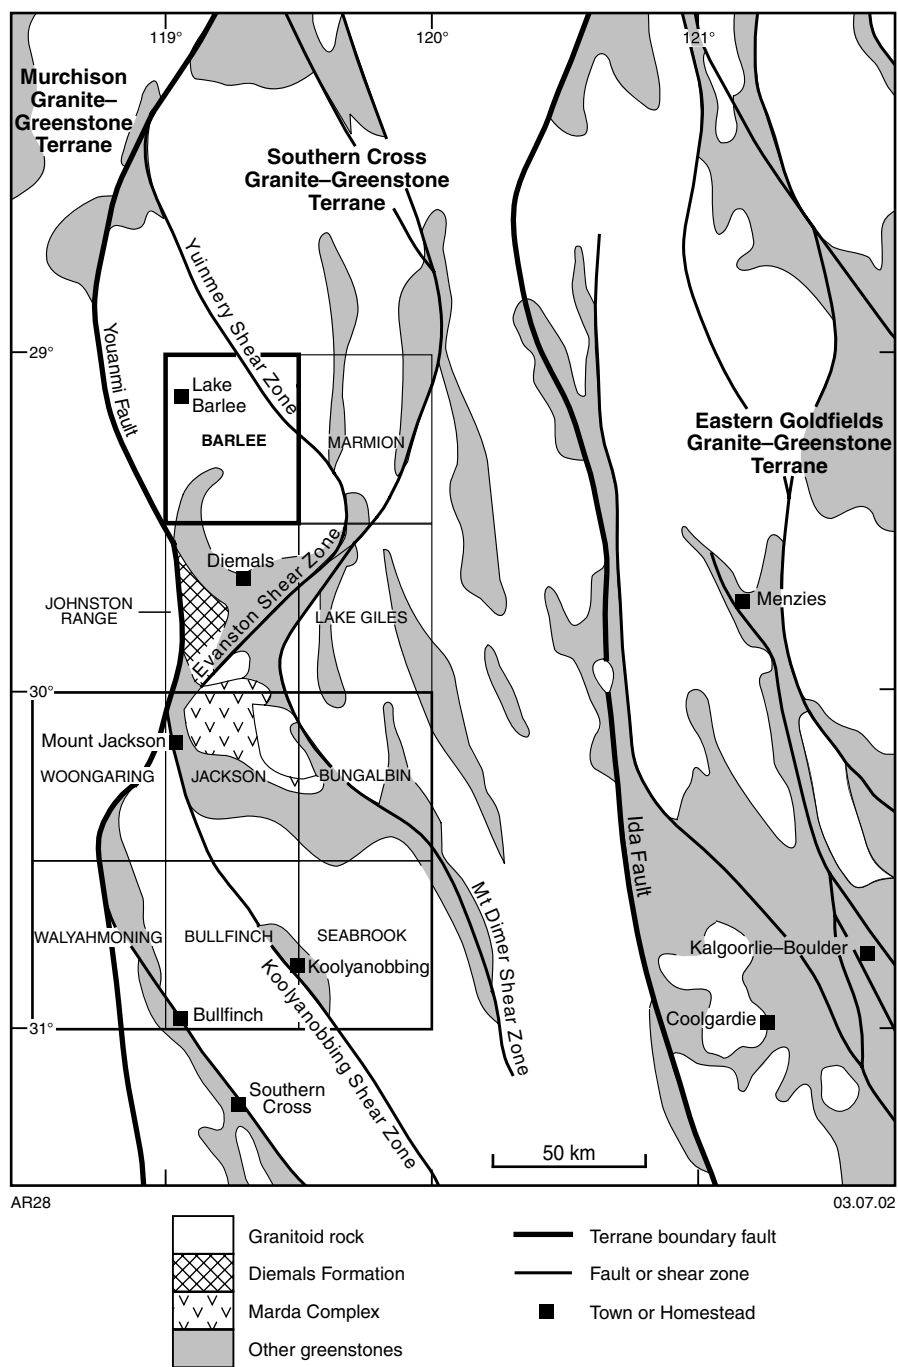 119°
120°
121°
Murchison
Granite–
Greenstone
Terrane
Southern Cross
Granite–Greenstone
Terrane
Yuinmery Shear Zone
Youanmi Fault
29°
Lake
Barlee
BARLEE
MARMION
Eastern Goldfields
Granite–Greenstone
Terrane
Diemals
Evanston Shear Zone
JOHNSTON
RANGE
LAKE GILES
Menzies
30°
Mount Jackson
WOONGARING
JACKSON
BUNGALBIN
Ida Fault
Mt Dimer Shear Zone
WALYAHMONING
BULLFINCH
SEABROOK
Kalgoorlie–Boulder
Koolyanobbing
Koolyanobbing Shear Zone
31°
Bullfinch
Coolgardie
Southern
Cross
50 km
AR28
03.07.02
Granitoid rock
Diemals Formation
Marda Complex
Other greenstones
Terrane boundary fault
Fault or shear zone
Town or Homestead